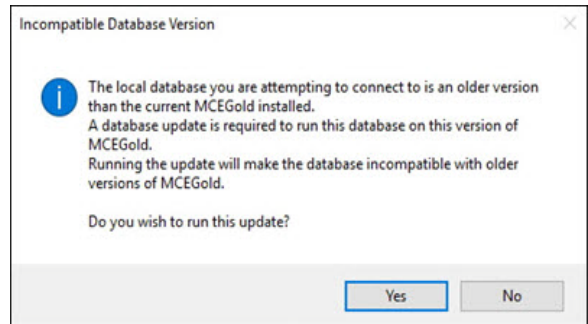 Incompatible Database Version
The local database you are attempting to connect to is an older version
than the current MCEGold installed.
A database update is required to run this database on this version of
MCEGold.
Running the update will make the database incompatible with older
versions of MCEGold.
Do you wish to run this update?
Yes No